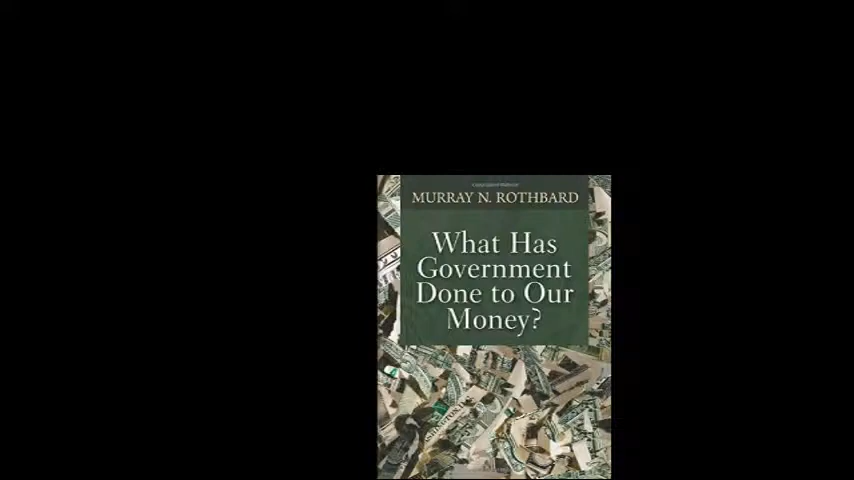 MURRAY N. ROTHBARD
What Has
Government
Done to Our
Money?